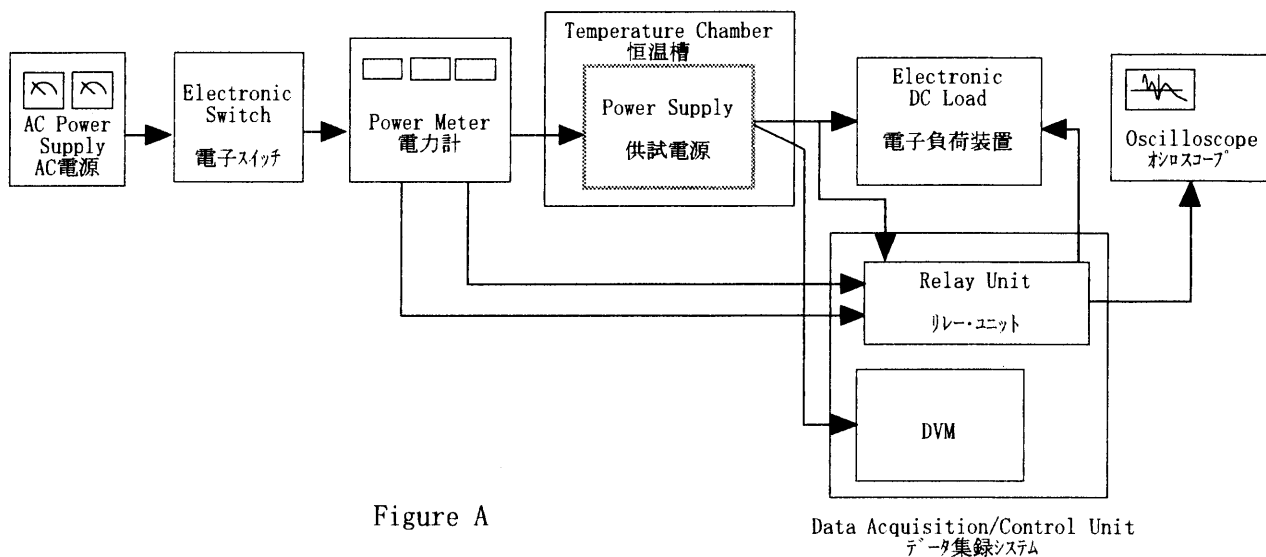 AC Power
Supply
AC電源
Electronic
Switch
電子スイッチ
Power Meter
電力計
Temperature Chamber
恒温槽
Power Supply
供試電源
Electronic
DC Load
電子負荷装置
Oscilloscope
オシロスコープ
Relay Unit
リレー・ユニット
DVM
Figure A
Data Acquisition/Control Unit
データ集録システム